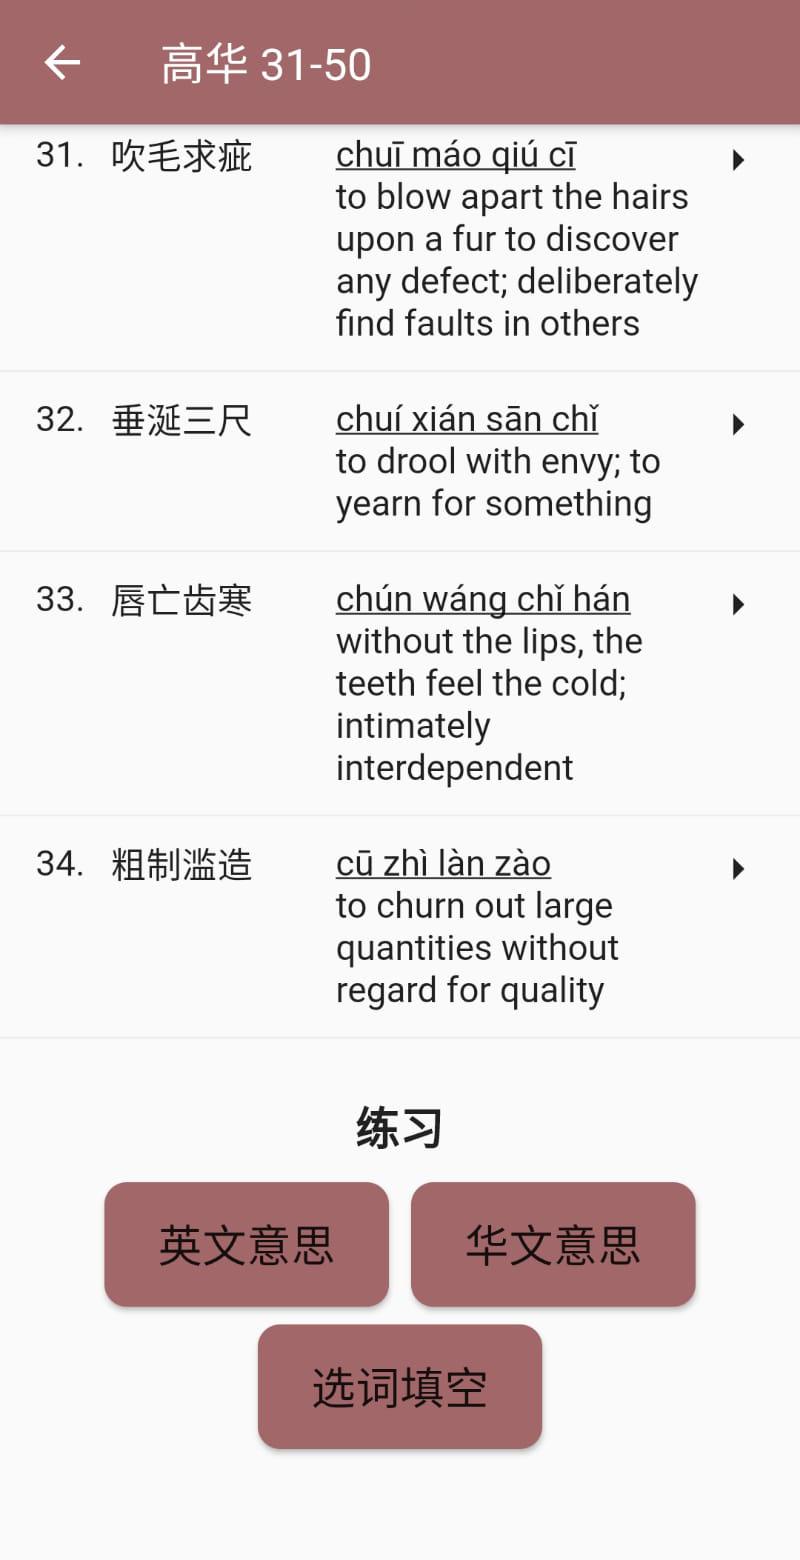 高华 31-50
31. 吹毛求疵 chuī máo qiú cī
to blow apart the hairs
upon a fur to discover
any defect; deliberately
find faults in others
32. 垂涎三尺 chuí xián sān chǐ
to drool with envy; to
yearn for something
33. 唇亡齿寒 chún wáng chǐ hán
without the lips, the
teeth feel the cold;
intimately
interdependent
34. 粗制滥造 cū zhì làn zào
to churn out large
quantities without
regard for quality
练习
英文意思 华文意思
选词填空